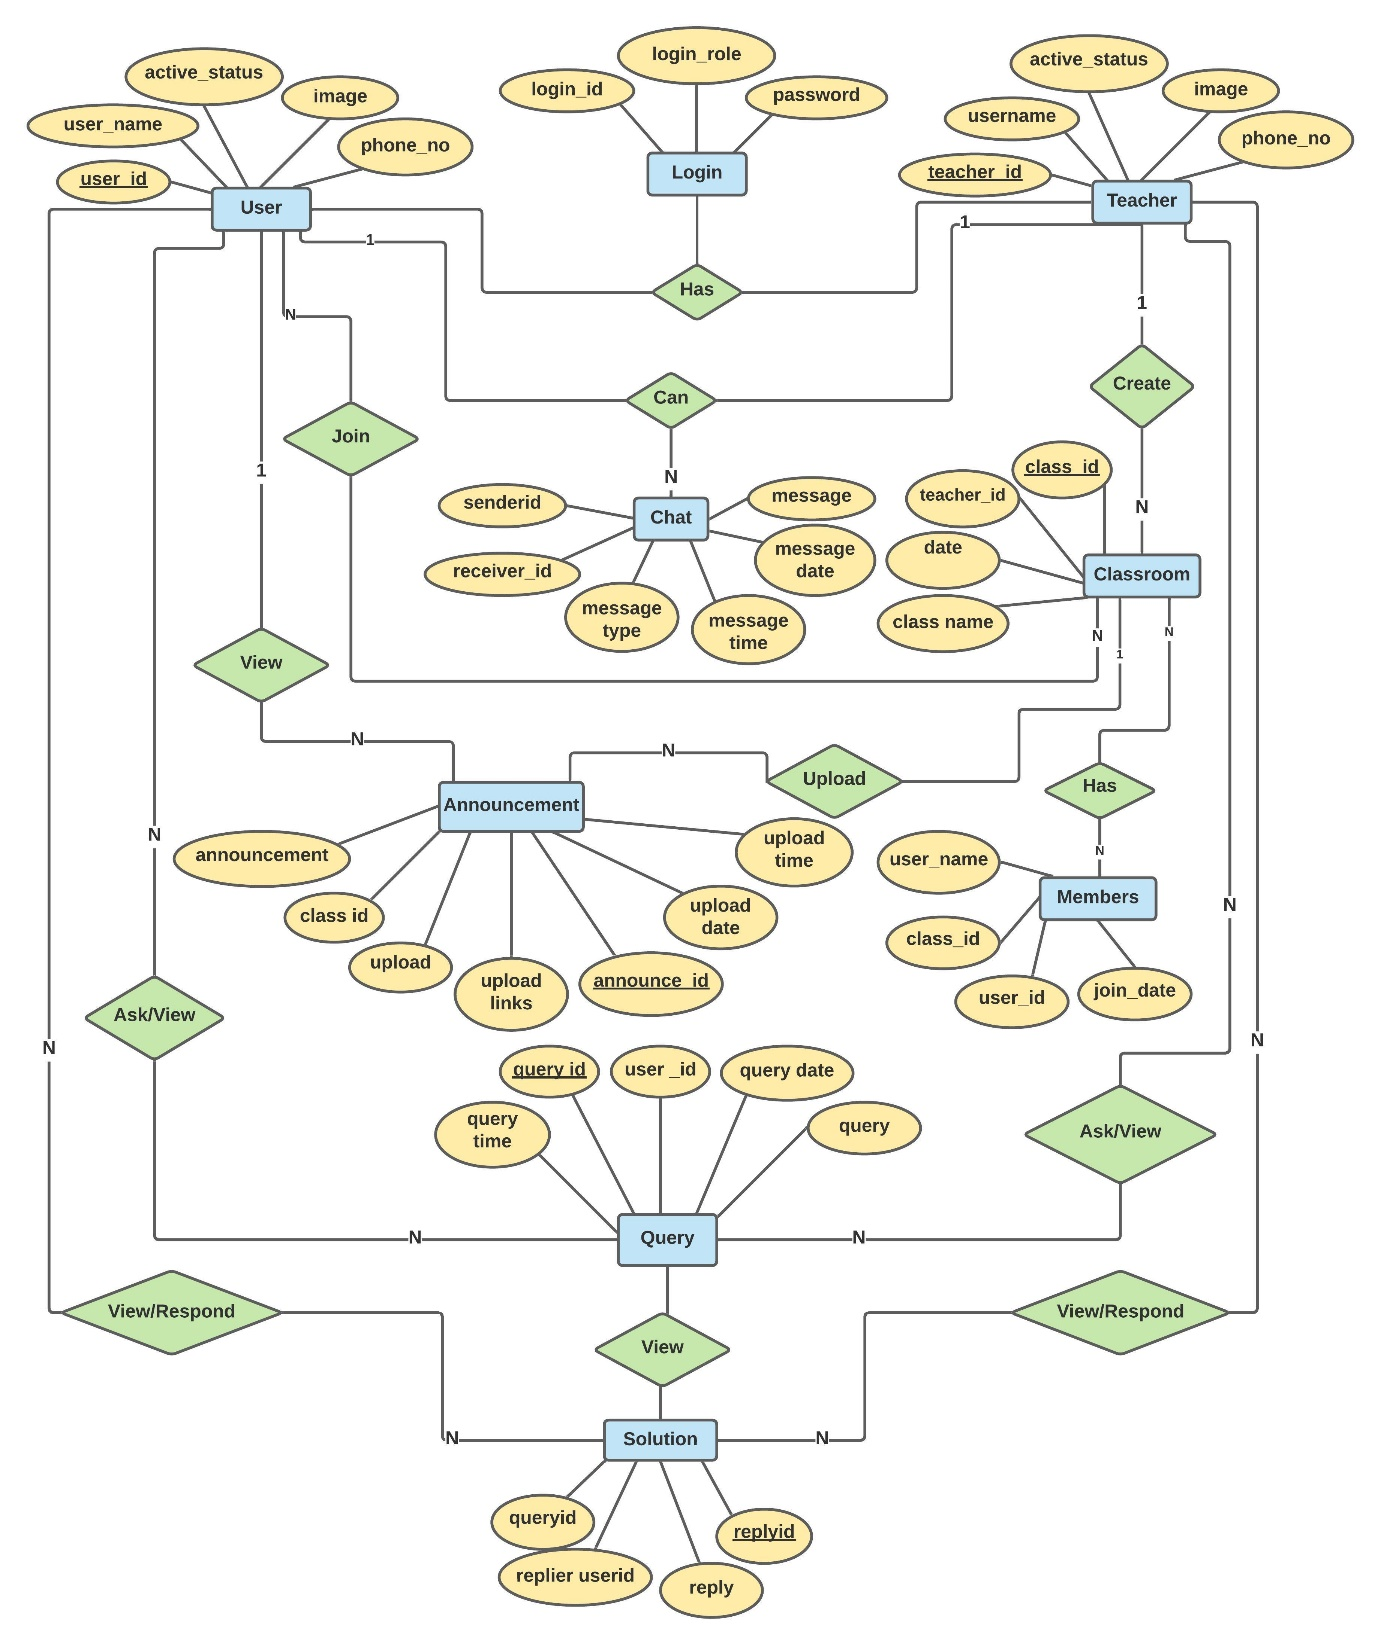 login_role
active_status
active_status
login_id
password
image
image
user_name
username
phone_no
phone_no
user_id
Login
teacher_id
User
Teacher
1
1
Has
1
N
Can
Create
Join
class_id
1
N
senderid
message
teacher_id
N
Chat
message
date
date
receiver_id
Classroom
message
type
message
time
class name
N
N
1
View
N
N
Upload
Has
Announcement
N
upload
time
N
announcement
user_name
Members
N
class id
upload
date
class_id
upload
upload
links
announce_id
user_id
join_date
Ask/View
N
N
query id
user _id
query date
query
time
query
Ask/View
N
Query
N
View/Respond
View/Respond
View
N
Solution
N
queryid
replyid
replier userid
reply